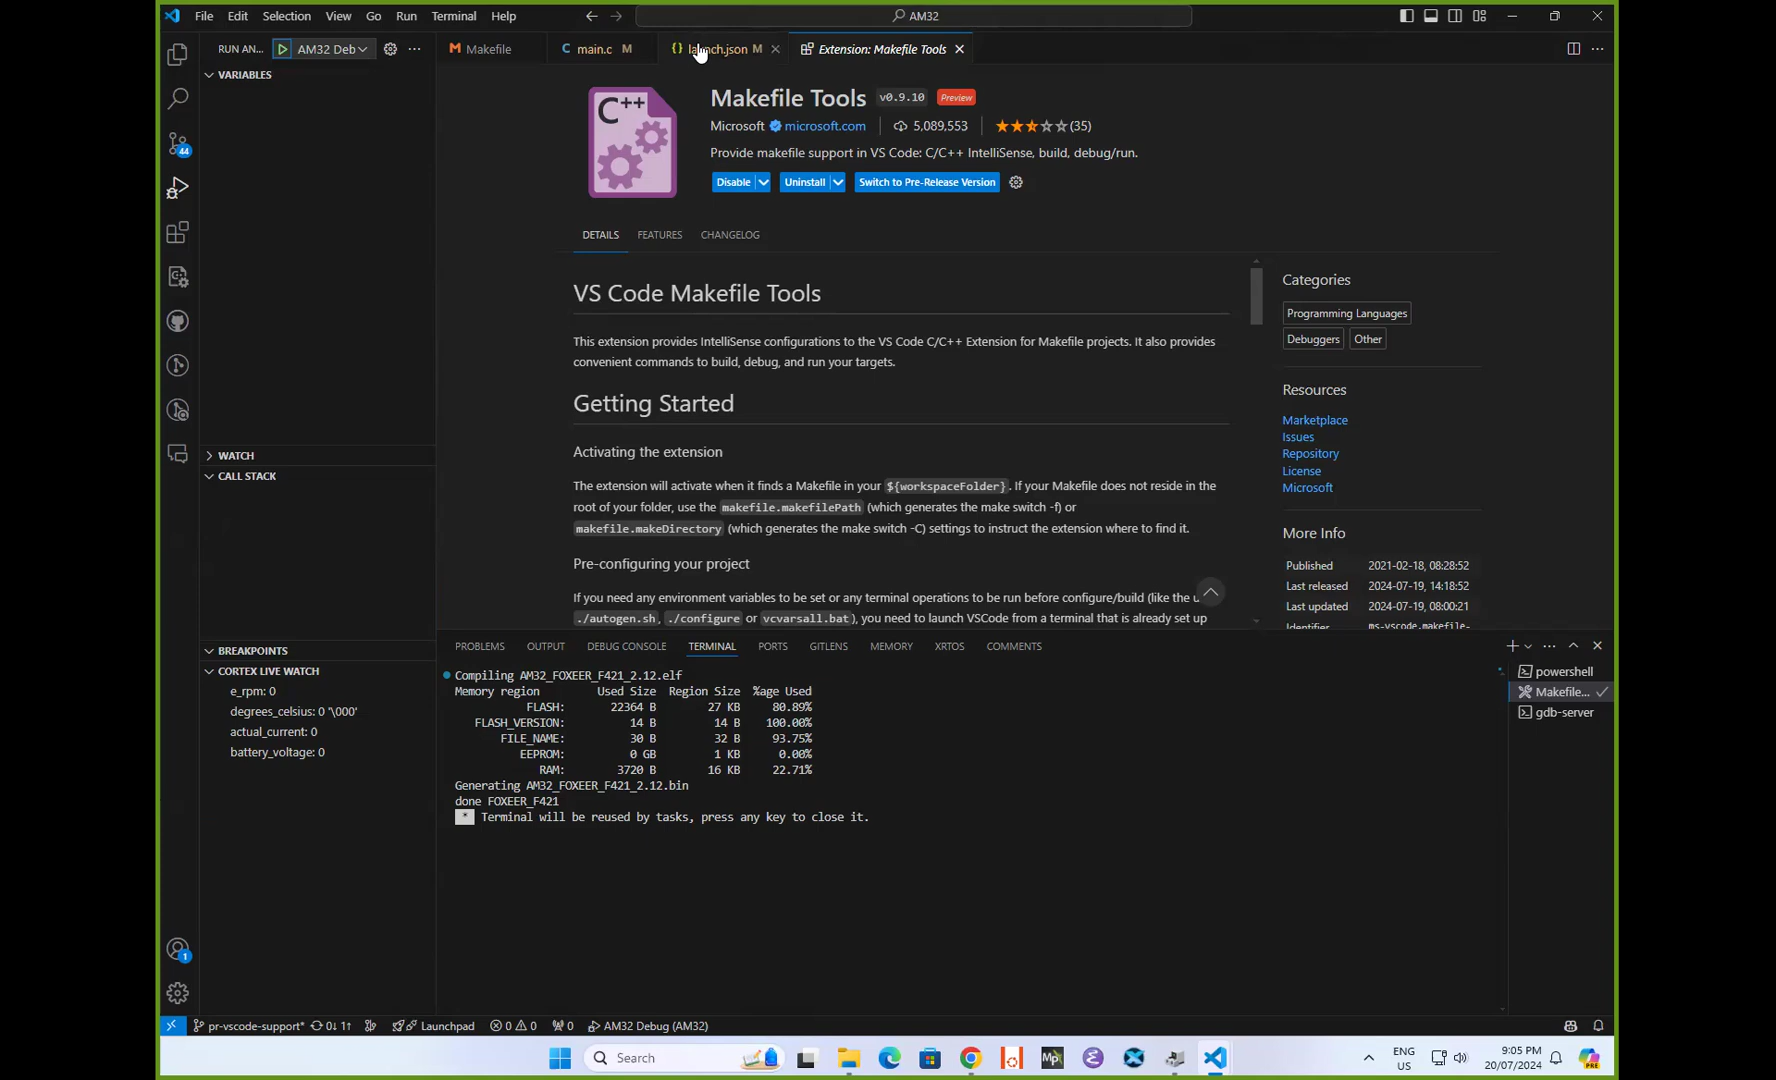 File Edit Selection View Go Run Terminal Help
AM32
RUN AN... AM32 Deb
Makefile
main.c M
launch.json M
Extension: Makefile Tools
VARIABLES
C++
Makefile Tools v0.9.10 Preview
Microsoft microsoft.com 5,089,553 (35)
Provide makefile support in VS Code: C/C++ IntelliSense, build, debug/run.
Disable Uninstall Switch to Pre-Release Version
44
DETAILS FEATURES CHANGELOG
VS Code Makefile Tools
This extension provides IntelliSense configurations to the VS Code C/C++ Extension for Makefile projects. It also provides
convenient commands to build, debug, and run your targets.
Getting Started
Activating the extension
The extension will activate when it finds a Makefile in your ${workspaceFolder}. If your Makefile does not reside in the
root of your folder, use the makefile.makefilePath (which generates the make switch -f) or
makefile.makeDirectory (which generates the make switch -C) settings to instruct the extension where to find it.
Pre-configuring your project
If you need any environment variables to be set or any terminal operations to be run before configure/build (like the u
./autogen.sh, ./configure or vcvarsall.bat), you need to launch VSCode from a terminal that is already set up
Categories
Programming Languages
Debuggers Other
Resources
Marketplace
Issues
Repository
License
Microsoft
More Info
Published 2021-02-18, 08:28:52
Last released 2024-07-19, 14:18:52
Last updated 2024-07-19, 08:00:21
Identifier ms-vscode.makefile-
WATCH
CALL STACK
BREAKPOINTS
CORTEX LIVE WATCH
e_rpm: 0
degrees_celsius: 0 '\000'
actual_current: 0
battery_voltage: 0
PROBLEMS OUTPUT DEBUG CONSOLE TERMINAL PORTS GITLENS MEMORY XRTOS COMMENTS
Compiling AM32_FOXEER_F421_2.12.elf
Memory region Used Size Region Size %age Used
FLASH: 22364 B 27 KB 80.89%
FLASH_VERSION: 14 B 14 B 100.00%
FILE_NAME: 30 B 32 B 93.75%
EEPROM: 0 GB 1 KB 0.00%
RAM: 3720 B 16 KB 22.71%
Generating AM32_FOXEER_F421_2.12.bin
done FOXEER_F421
* Terminal will be reused by tasks, press any key to close it.
powershell
Makefile...
gdb-server
1
pr-vscode-support* 0↓ 1↑ Launchpad 0 0 0 AM32 Debug (AM32)
Search
Mp
ENG
US
9:05 PM
20/07/2024
PRE